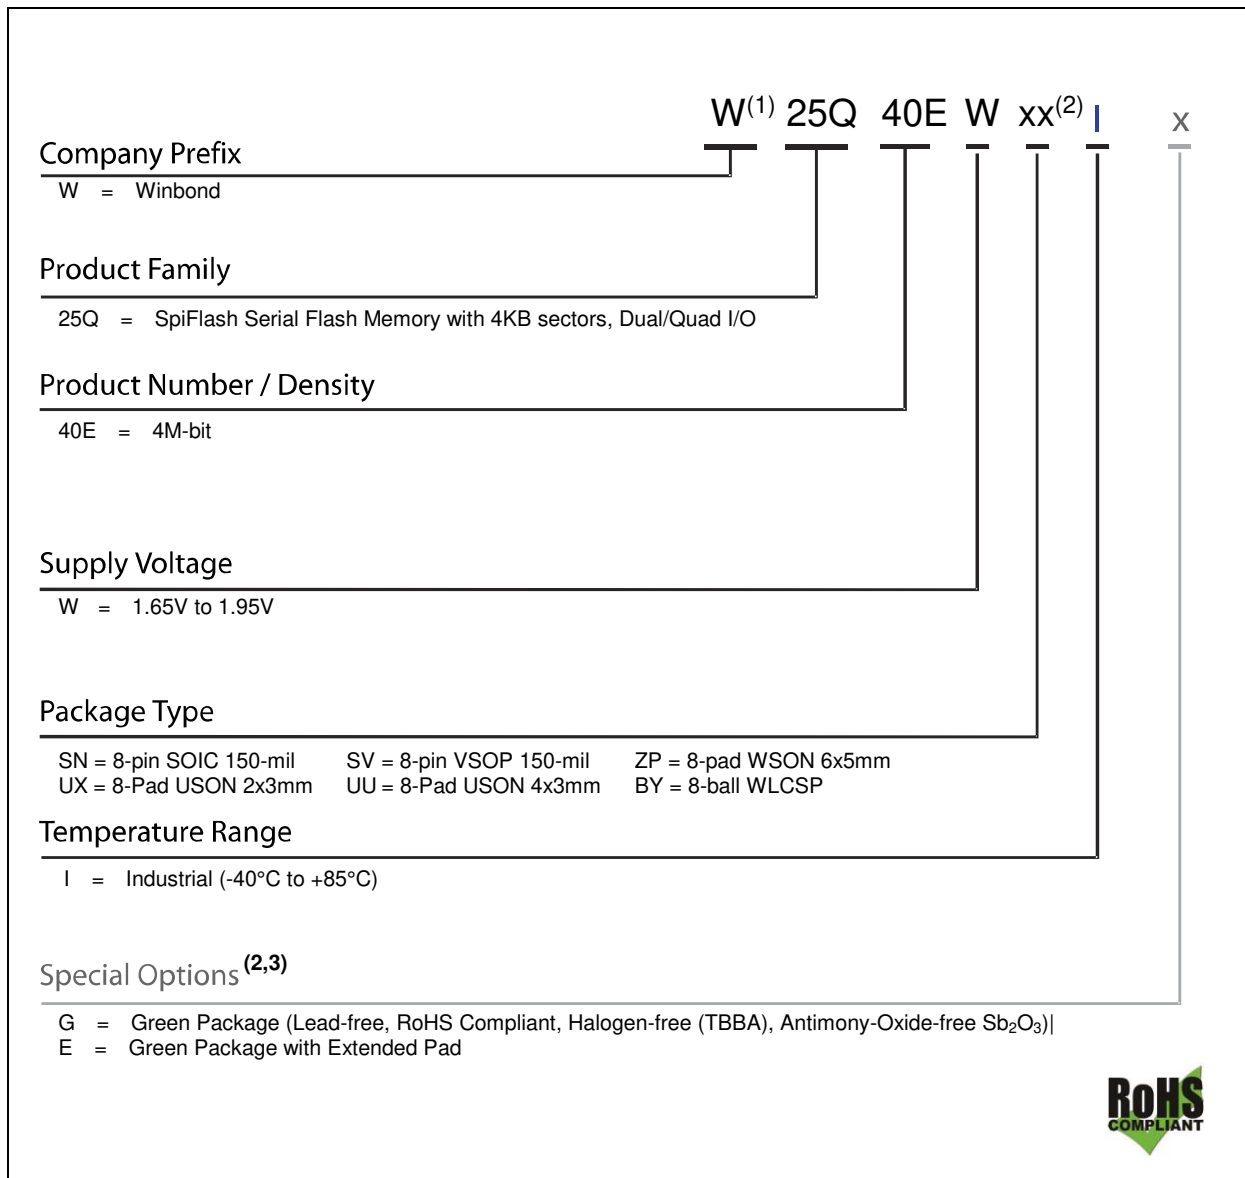 W(1) 25Q 40E W xx(2) I x
Company Prefix
W = Winbond
Product Family
25Q = SpiFlash Serial Flash Memory with 4KB sectors, Dual/Quad I/O
Product Number / Density
40E = 4M-bit
Supply Voltage
W = 1.65V to 1.95V
Package Type
SN = 8-pin SOIC 150-mil SV = 8-pin VSOP 150-mil ZP = 8-pad WSON 6x5mm
UX = 8-Pad USON 2x3mm UU = 8-Pad USON 4x3mm BY = 8-ball WLCSP
Temperature Range
I = Industrial (-40°C to +85°C)
Special Options (2,3)
G = Green Package (Lead-free, RoHS Compliant, Halogen-free (TBBA), Antimony-Oxide-free Sb₂O₃)|
E = Green Package with Extended Pad
RoHS
COMPLIANT